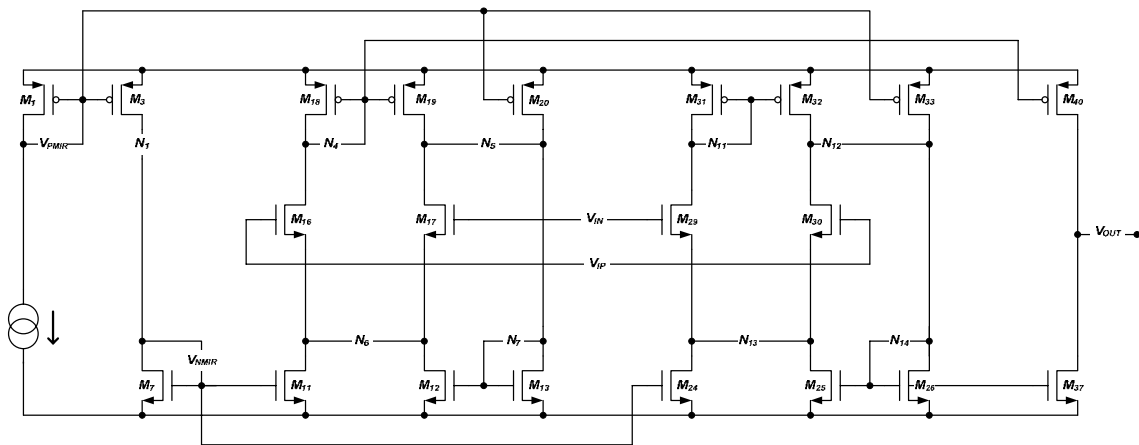 M1
M3
M18
M19
M20
M31
M32
M33
M40
VPMIR
N1
N4
N5
N11
N12
M16
M17
VIN
M29
M30
VIP
VOUT
N6
N7
N13
N14
VNMIR
M7
M11
M12
M13
M24
M25
M26
M37